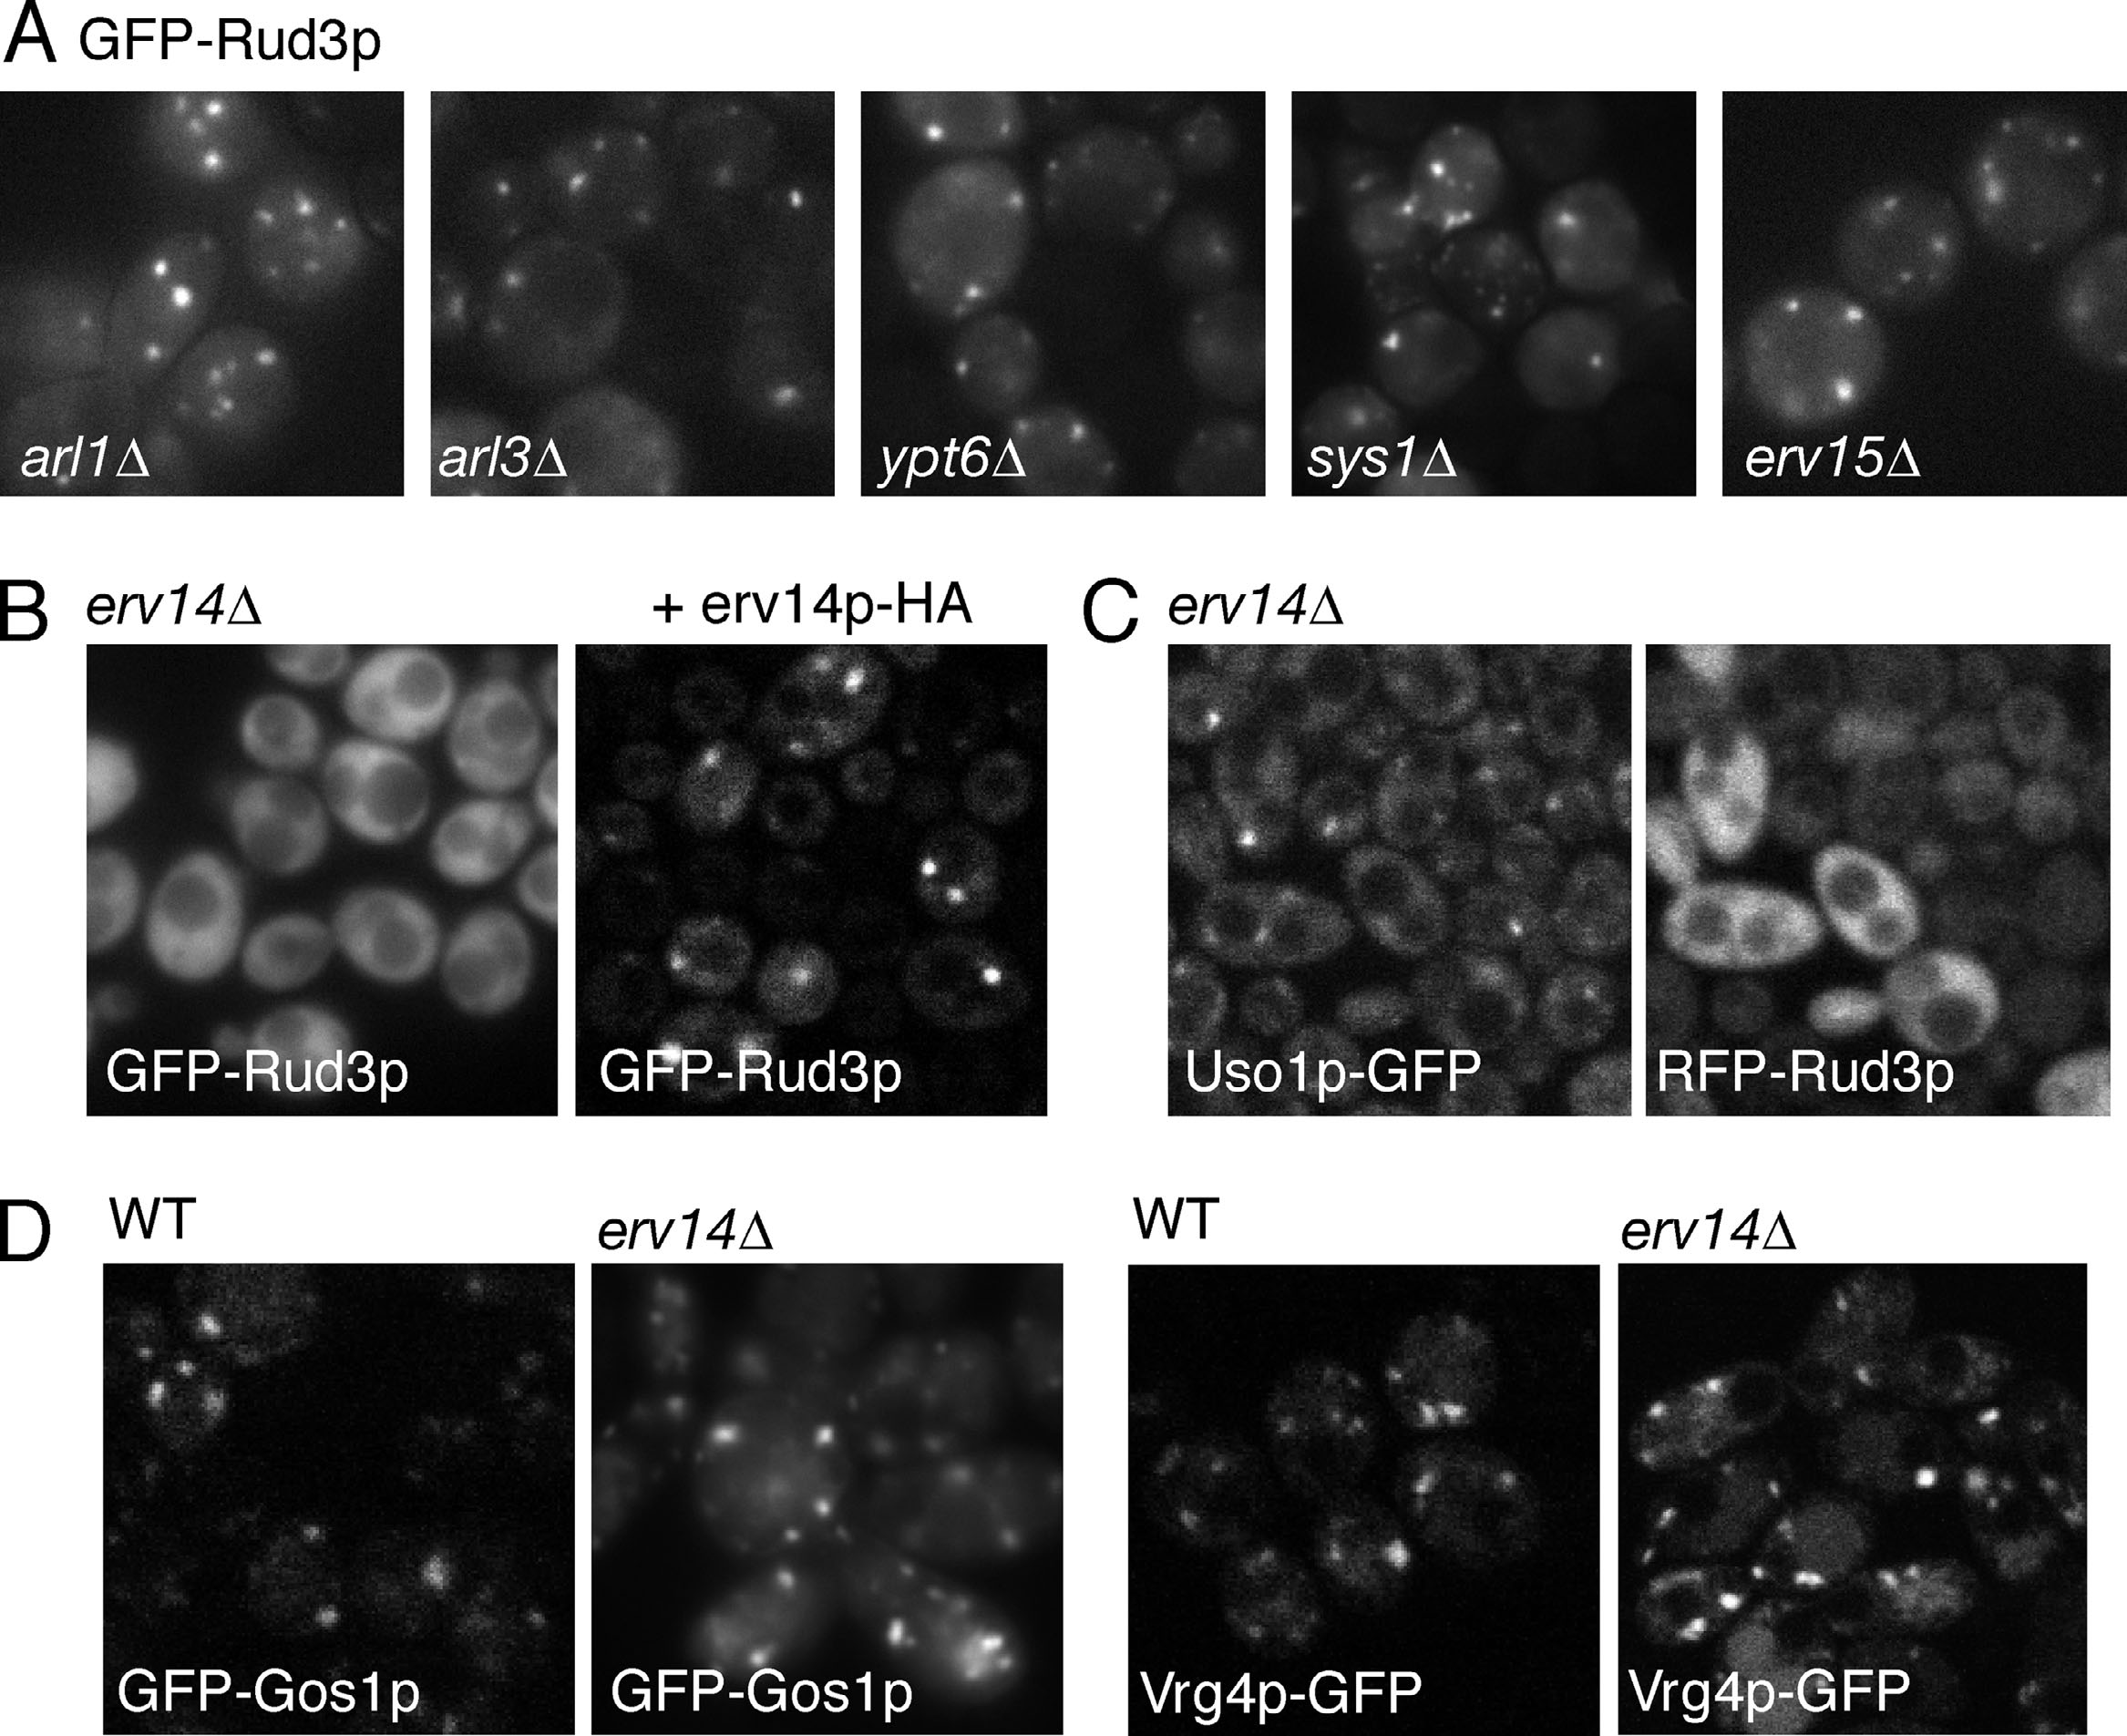 A GFP-Rud3p
arl1Δ
arl3Δ
ypt6Δ
sys1Δ
erv15Δ
B erv14Δ
+ erv14p-HA
GFP-Rud3p
GFP-Rud3p
C erv14Δ
Uso1p-GFP
RFP-Rud3p
D WT
erv14Δ
WT
erv14Δ
GFP-Gos1p
GFP-Gos1p
Vrg4p-GFP
Vrg4p-GFP